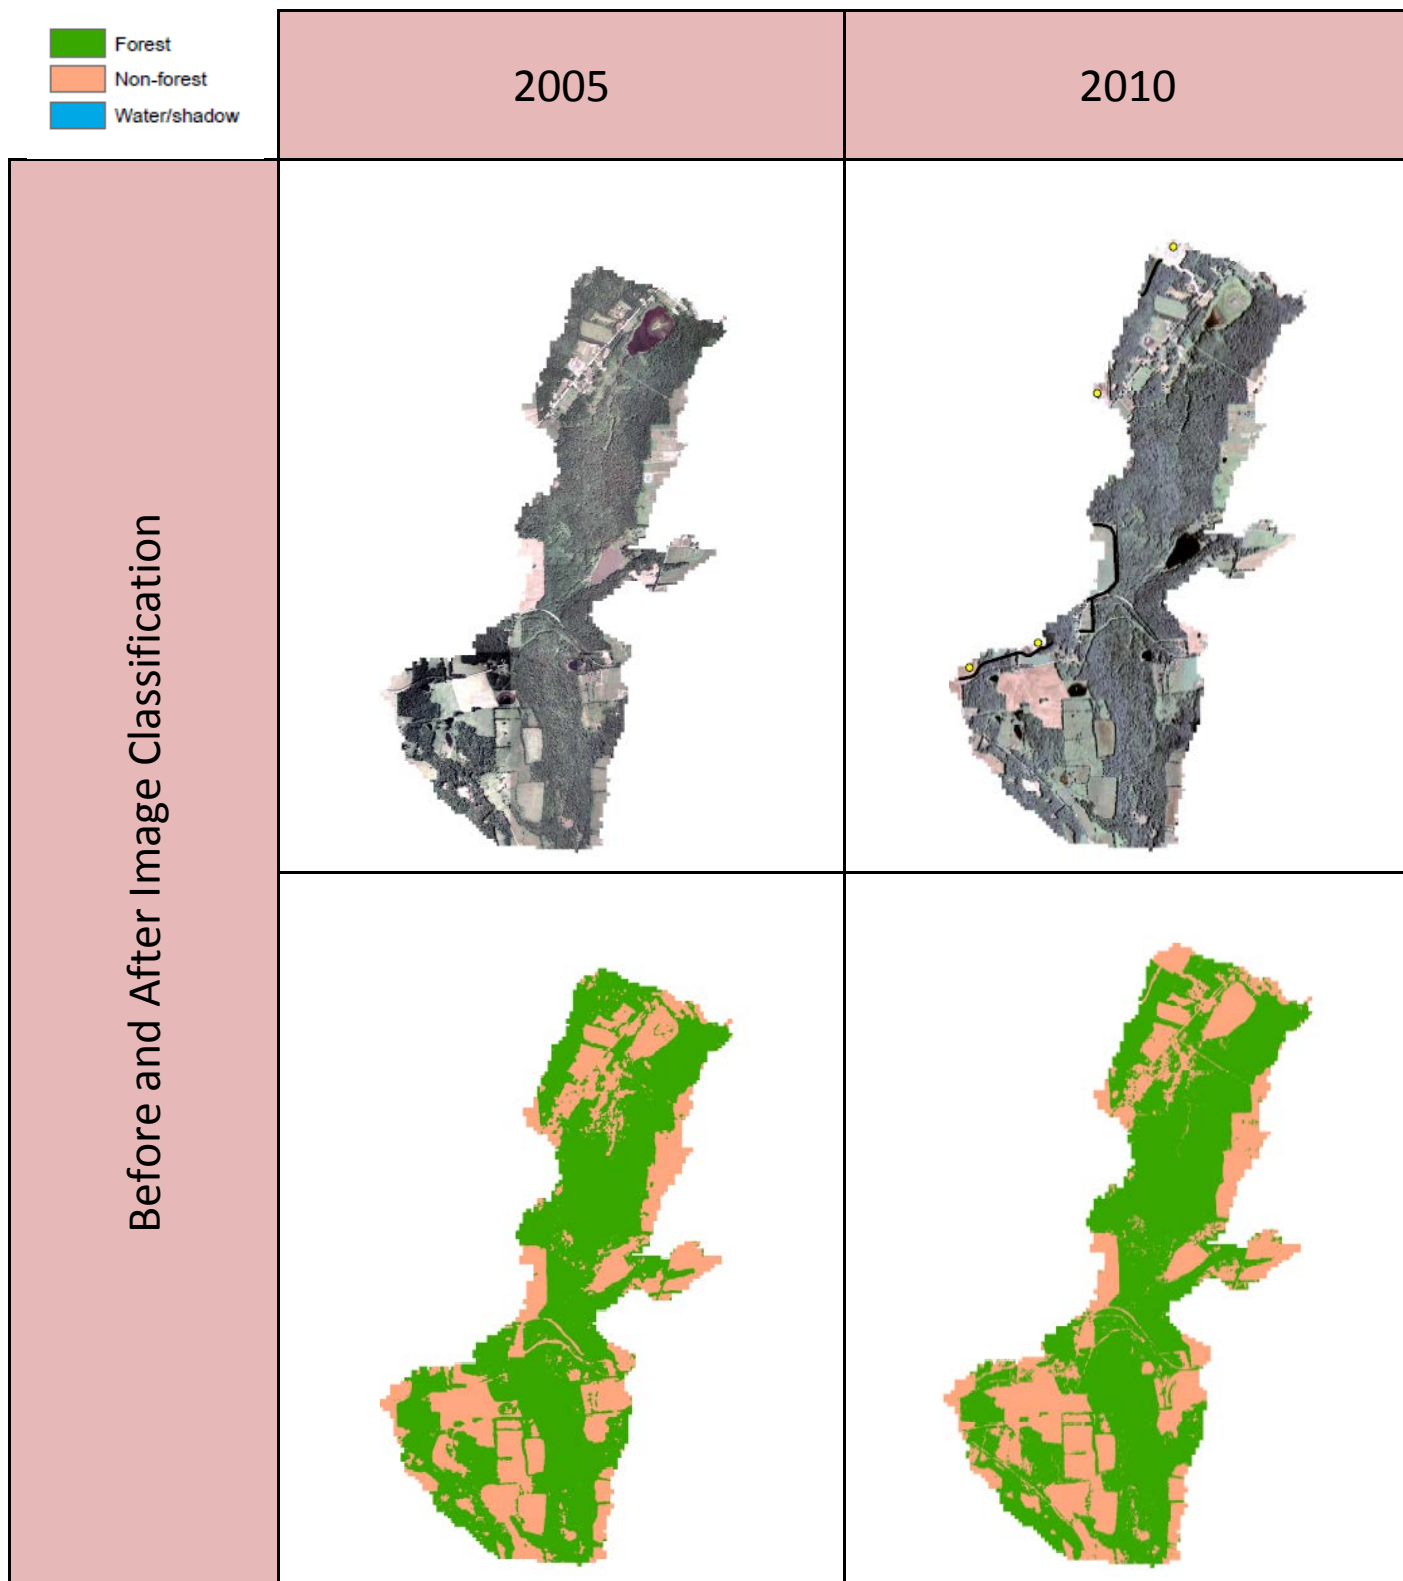 Forest
Non-forest
Water/shadow
2005
2010
Before and After Image Classification